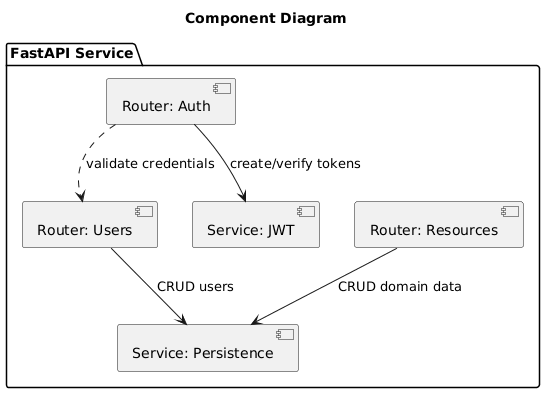 Component Diagram
FastAPI Service
Router: Auth
validate credentials
create/verify tokens
Router: Users
Service: JWT
Router: Resources
CRUD users
CRUD domain data
Service: Persistence